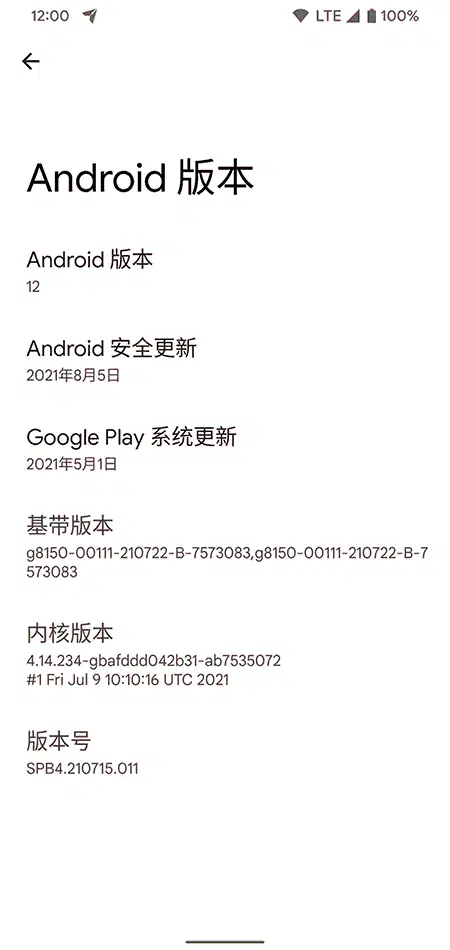 12:00 LTE 100%
Android 版本
Android 版本
12
Android 安全更新
2021年8月5日
Google Play 系统更新
2021年5月1日
基带版本
g8150-00111-210722-B-7573083,g8150-00111-210722-B-7
573083
内核版本
4.14.234-gbafddd042b31-ab7535072
#1 Fri Jul 9 10:10:16 UTC 2021
版本号
SPB4.210715.011